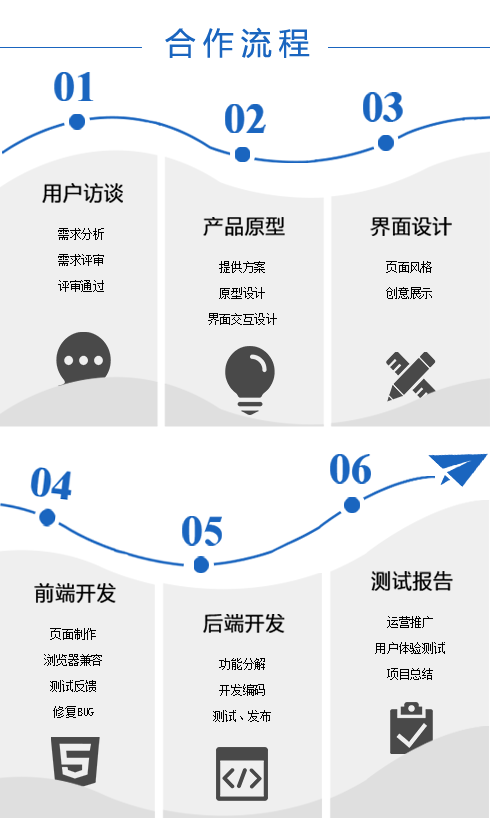 合作流程
01
用户访谈
需求分析
需求评审
评审通过
02
产品原型
提供方案
原型设计
界面交互设计
03
界面设计
页面风格
创意展示
04
前端开发
页面制作
浏览器兼容
测试反馈
修复BUG
05
后端开发
功能分解
开发编码
测试、发布
06
测试报告
运营推广
用户体验测试
项目总结